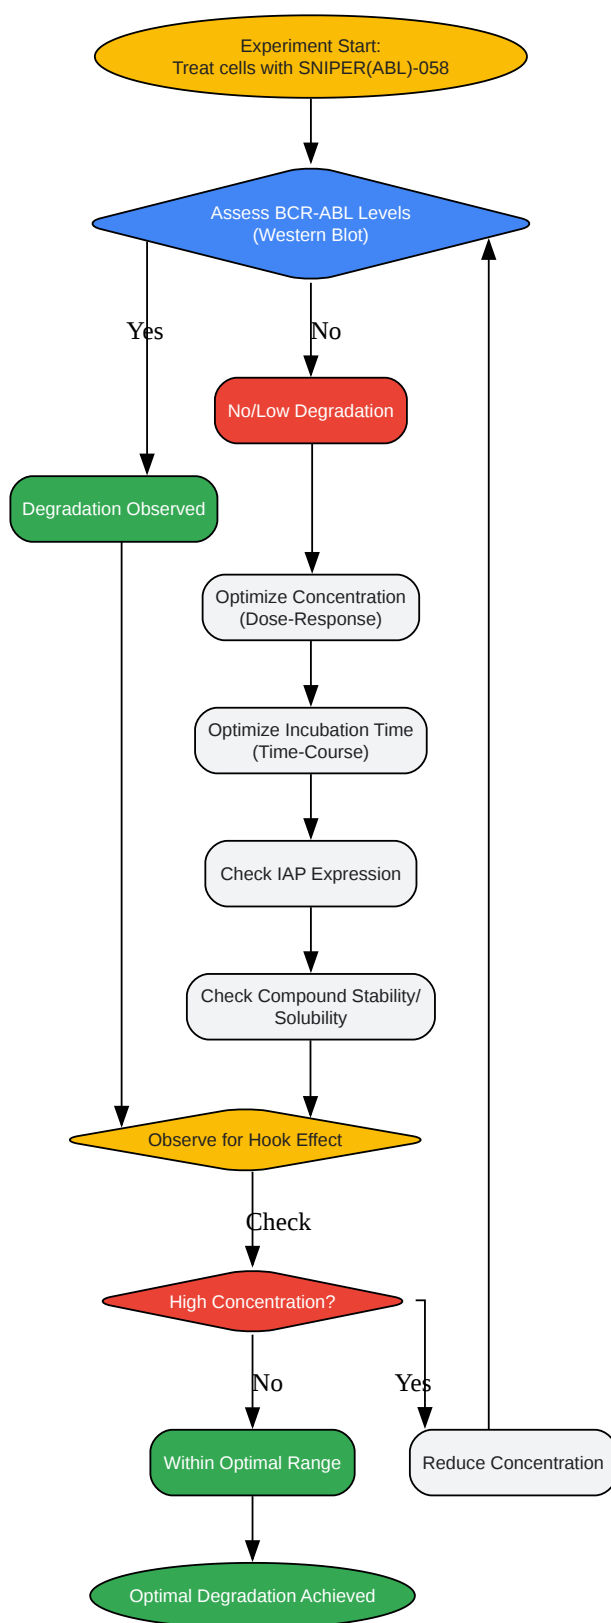 Experiment Start:
Treat cells with SNIPER(ABL)-058
Assess BCR-ABL Levels
(Western Blot)
Yes
No
No/Low Degradation
Degradation Observed
Optimize Concentration
(Dose-Response)
Optimize Incubation Time
(Time-Course)
Check IAP Expression
Check Compound Stability/
Solubility
Observe for Hook Effect
Check
High Concentration?
No
Yes
Within Optimal Range
Reduce Concentration
Optimal Degradation Achieved